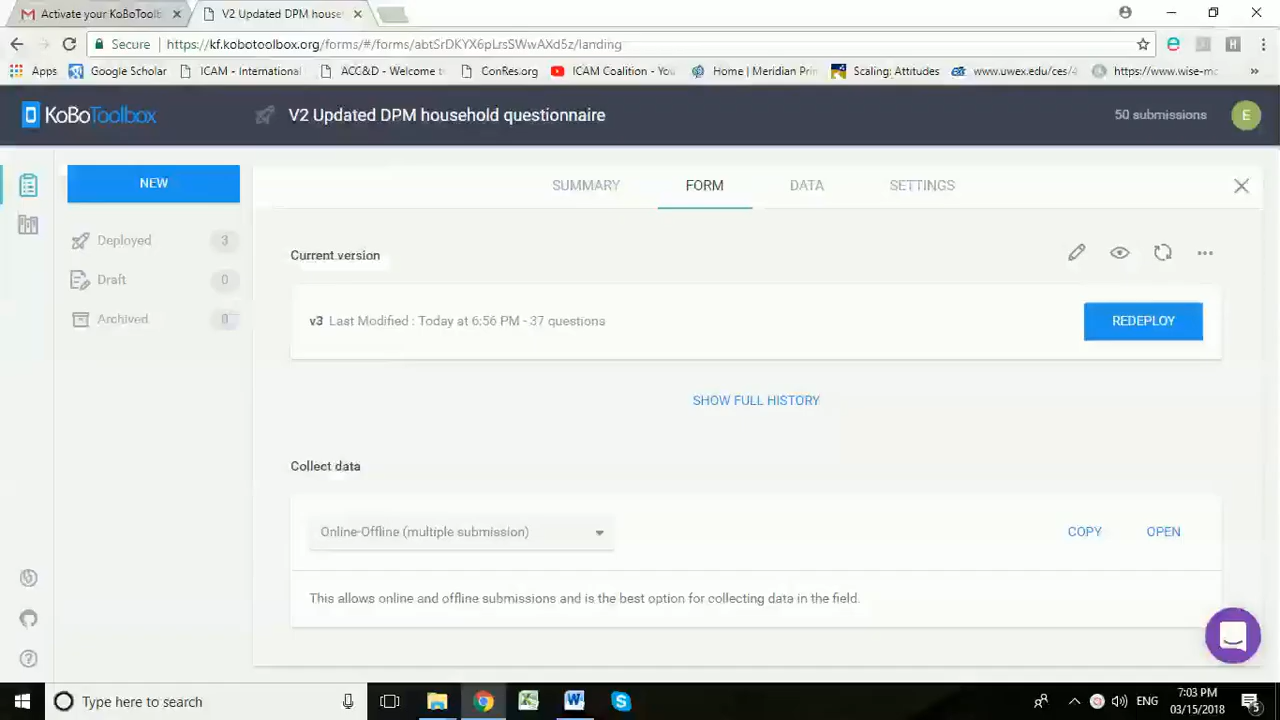 Activate your KoBoToolb
V2 Updated DPM house
Secure
https://kf.kobotoolbox.org/forms/#/forms/abtSrDKYX6pLrsSWwAXd5z/landing
Apps
Google Scholar
ICAM - International
ACC&D - Welcome t
ConRes.org
ICAM Coalition - You
Home | Meridian Prin
Scaling: Attitudes
www.uwex.edu/ces/4
https://www.wise-mo
KoBoToolbox
V2 Updated DPM household questionnaire
50 submissions
E
NEW
SUMMARY
FORM
DATA
SETTINGS
Deployed
3
Draft
0
Archived
0
Current version
v3 Last Modified : Today at 6:56 PM - 37 questions
REDEPLOY
SHOW FULL HISTORY
Collect data
Online-Offline (multiple submission)
COPY
OPEN
This allows online and offline submissions and is the best option for collecting data in the field.
Type here to search
ENG
7:03 PM
03/15/2018
5